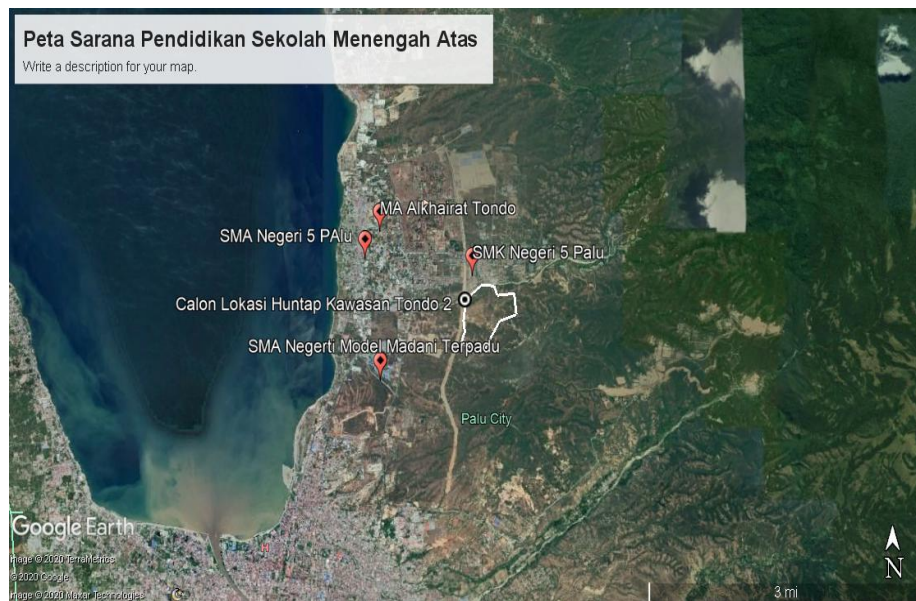 Peta Sarana Pendidikan Sekolah Menengah Atas
Write a description for your map.
MA Alkhairat Tondo
SMA Negeri 5 PAlu
SMK Negeri 5 Palu
Calon Lokasi Huntap Kawasan Tondo 2
SMA Negerti Model Madani Terpadu
Palu City
Google Earth
Image © 2020 TerraMetrics
© 2020 Google
Image © 2020 Maxar Technologies
N
3 mi